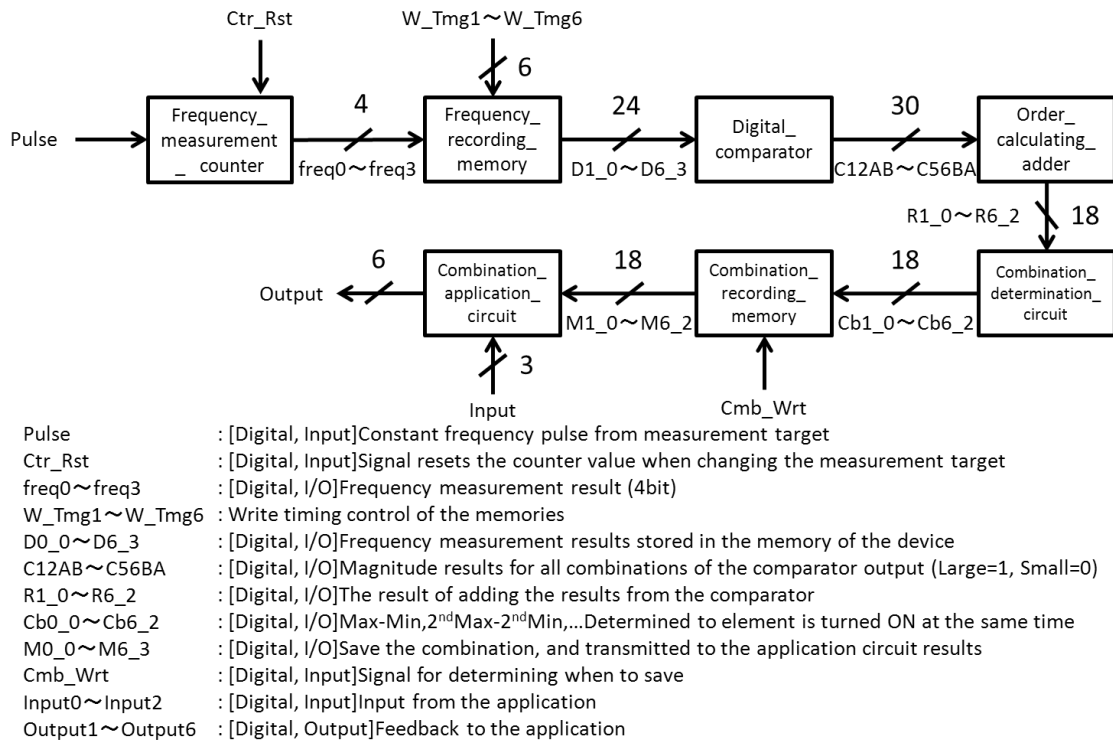 Ctr_Rst
W_Tmg1～W_Tmg6
6
Pulse
Frequency_
measurement
_ counter
4
freq0～freq3
Frequency_
recording_
memory
24
D1_0～D6_3
Digital_
comparator
30
C12AB～C56BA
Order_
calculating_
adder
R1_0～R6_2
18
Output
6
Combination_
application_
circuit
18
M1_0～M6_2
Combination_
recording_
memory
18
Cb1_0～Cb6_2
Combination_
determination_
circuit
3
Input
Cmb_Wrt
Pulse : [Digital, Input]Constant frequency pulse from measurement target
Ctr_Rst : [Digital, Input]Signal resets the counter value when changing the measurement target
freq0～freq3 : [Digital, I/O]Frequency measurement result (4bit)
W_Tmg1～W_Tmg6 : Write timing control of the memories
D0_0～D6_3 : [Digital, I/O]Frequency measurement results stored in the memory of the device
C12AB～C56BA : [Digital, I/O]Magnitude results for all combinations of the comparator output (Large=1, Small=0)
R1_0～R6_2 : [Digital, I/O]The result of adding the results from the comparator
Cb0_0～Cb6_2 : [Digital, I/O]Max-Min,2ndMax-2ndMin,...Determined to element is turned ON at the same time
M0_0～M6_3 : [Digital, I/O]Save the combination, and transmitted to the application circuit results
Cmb_Wrt : [Digital, Input]Signal for determining when to save
Input0～Input2 : [Digital, Input]Input from the application
Output1～Output6 : [Digital, Output]Feedback to the application